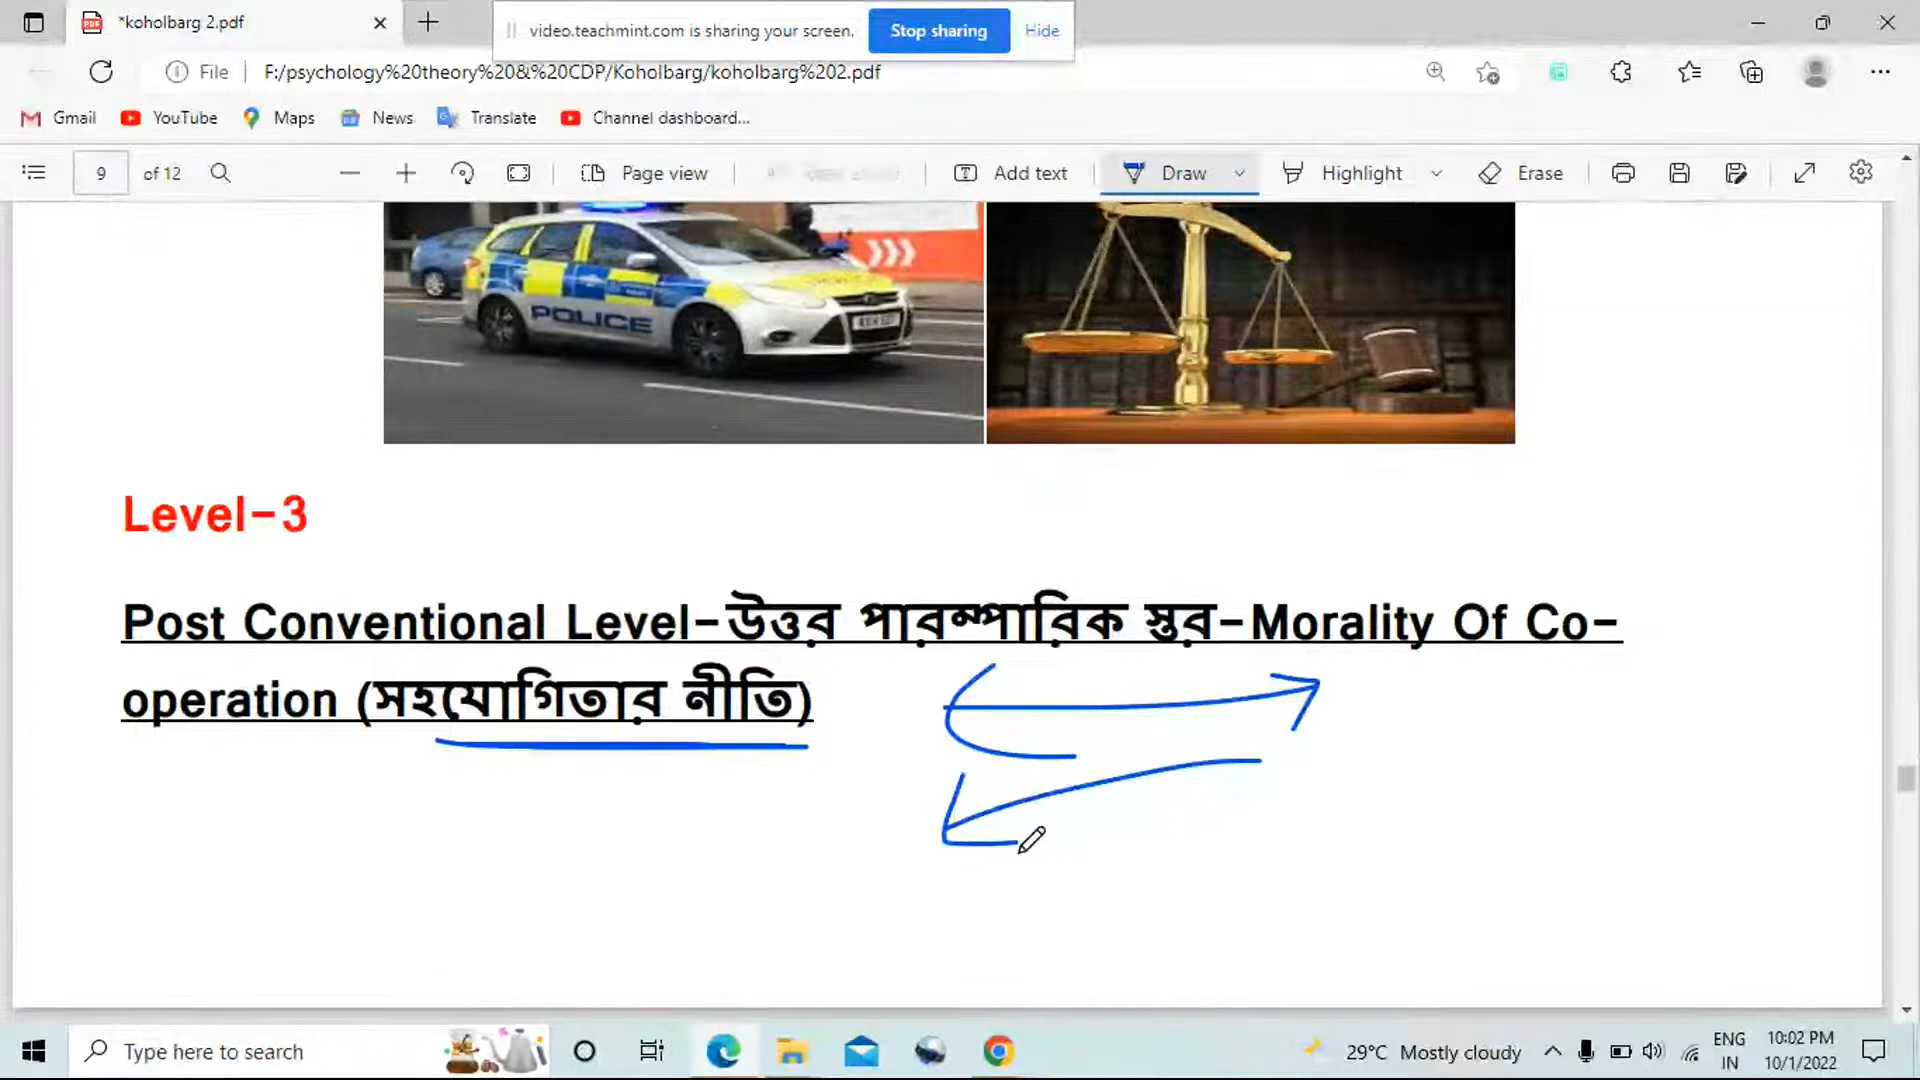 *koholbarg 2.pdf
video.teachmint.com is sharing your screen. Stop sharing Hide
File F:/psychology%20theory%20&%20CDP/Koholbarg/koholbarg%202.pdf
Gmail YouTube Maps News Translate Channel dashboard...
9 of 12 Page view Add text Draw Highlight Erase
POLICE
Level-3
Post Conventional Level-উত্তর পারম্পারিক স্তর-Morality Of Co-
operation (সহযোগিতার নীতি)
Type here to search
29°C Mostly cloudy
ENG
IN
10:02 PM
10/1/2022